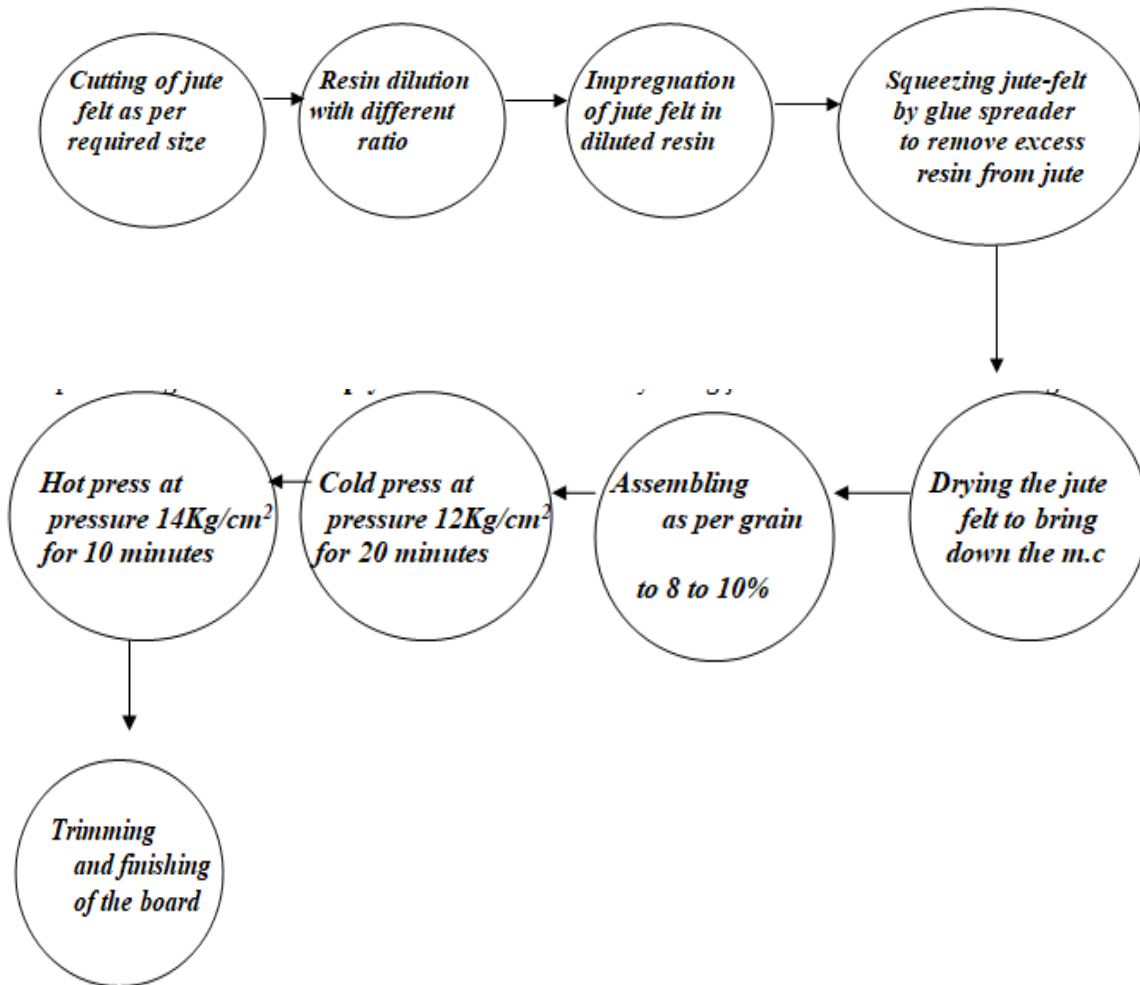 Cutting of jute
felt as per
required size
Resin dilution
with different
ratio
Impregnation
of jute felt in
diluted resin
Squeezing jute-felt
by glue spreader
to remove excess
resin from jute
Drying the jute
felt to bring
down the m.c
Assembling
as per grain
to 8 to 10%
Cold press at
pressure 12Kg/cm²
for 20 minutes
Hot press at
pressure 14Kg/cm²
for 10 minutes
Trimming
and finishing
of the board